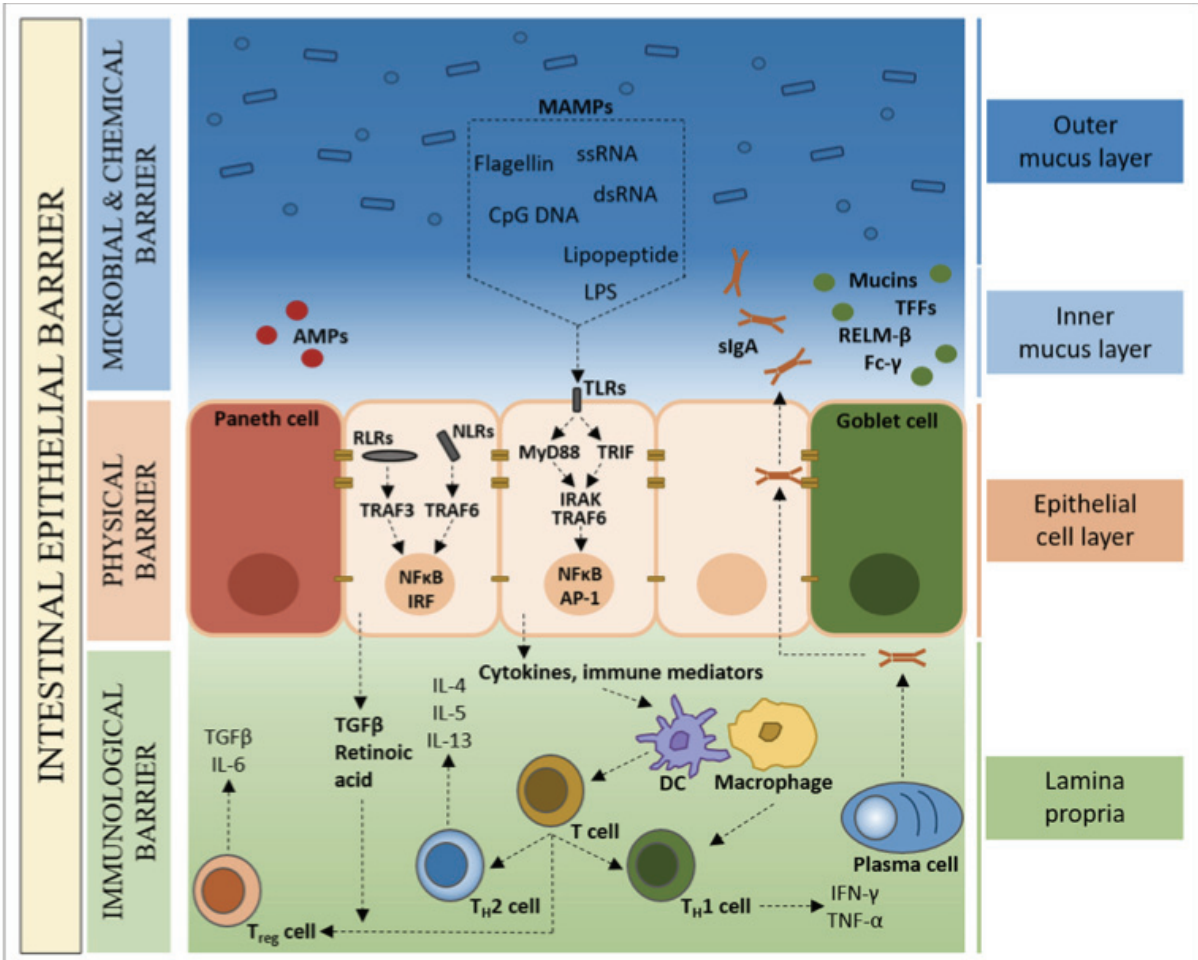 INTESTINAL EPITHELIAL BARRIER
MICROBIAL & CHEMICAL
BARRIER
PHYSICAL
BARRIER
IMMUNOLOGICAL
BARRIER
MAMPs
Flagellin
ssRNA
dsRNA
CpG DNA
Lipopeptide
LPS
AMPs
sIgA
Mucins
TFFs
RELM-β
Fc-γ
TLRs
Paneth cell
RLRs
NLRs
TRAF3
TRAF6
NFκB
IRF
MyD88
TRIF
IRAK
TRAF6
NFκB
AP-1
Goblet cell
Cytokines, immune mediators
IL-4
IL-5
IL-13
TGFβ
IL-6
TGFβ
Retinoic
acid
DC
Macrophage
T cell
Plasma cell
TH2 cell
TH1 cell
IFN-γ
TNF-α
Treg cell
Outer
mucus layer
Inner
mucus layer
Epithelial
cell layer
Lamina
propria